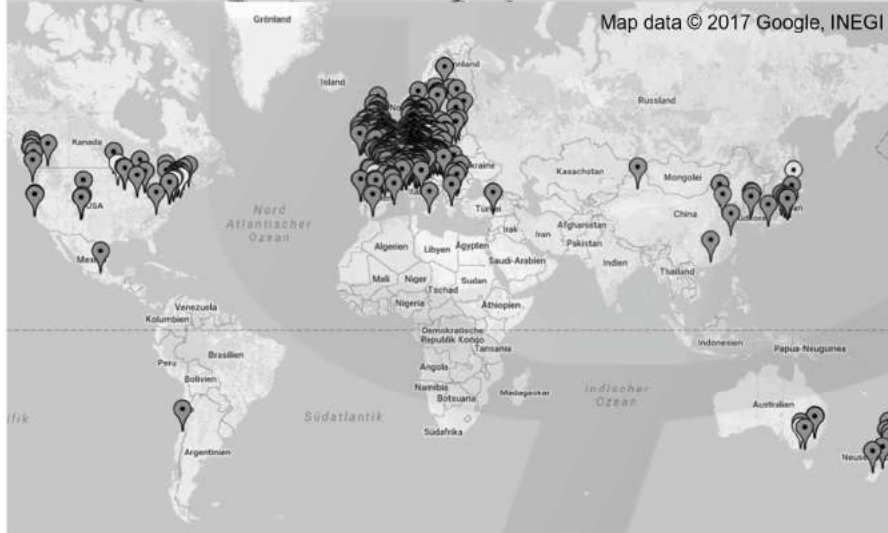 Map data © 2017 Google, INEGI
Grönland
Island
Russland
Kanada
Kasachstan
Mongolei
USA
Nord
Atlantischer
Ozean
Türkei
China
Irak
Iran
Afghanistan
Pakistan
Algerien
Libyen
Ägypten
Saudi-Arabien
Indien
Thailand
Mali
Niger
Tschad
Sudan
Nigeria
Äthiopien
Venezuela
Kolumbien
Demokratische
Republik Kongo
Tansania
Indonesien
Papua-Neuguinea
Peru
Brasilien
Bolivien
Angola
Namibia
Botsuana
Madagaskar
Indischer
Ozean
Australien
Südatlantik
Südafrika
Argentinien